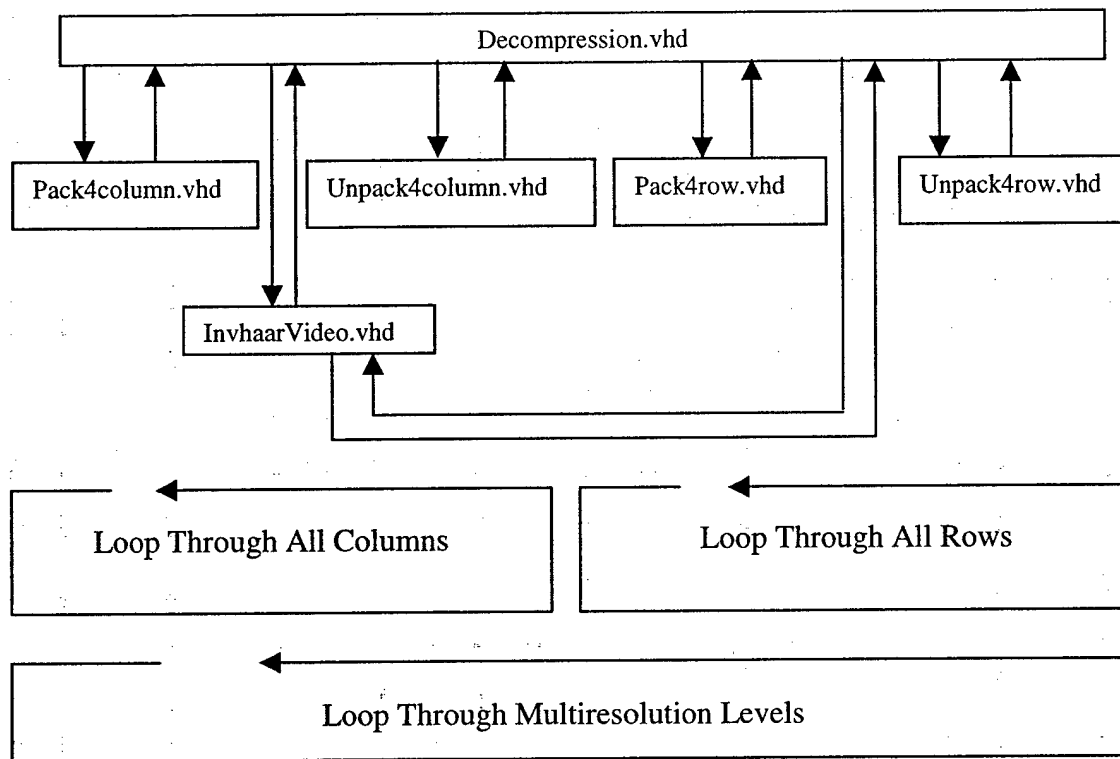 Decompression.vhd
Pack4column.vhd
Unpack4column.vhd
Pack4row.vhd
Unpack4row.vhd
InvhaarVideo.vhd
Loop Through All Columns
Loop Through All Rows
Loop Through Multiresolution Levels